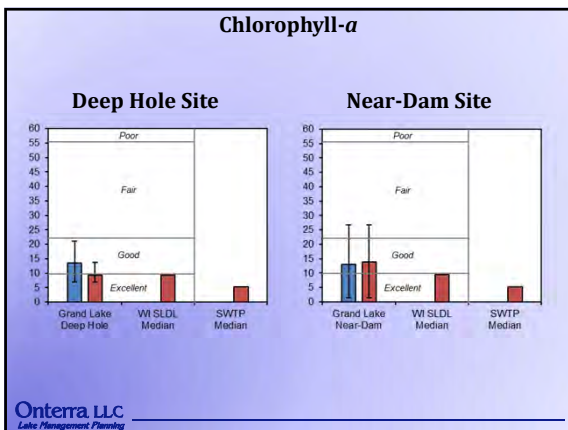 Chlorophyll-a
Deep Hole Site
60
55
50
45
40
35
30
25
20
15
10
5
0
Poor
Fair
Good
Excellent
Grand Lake
Deep Hole
WI SLDL
Median
SWTP
Median
Near-Dam Site
60
55
50
45
40
35
30
25
20
15
10
5
0
Poor
Fair
Good
Excellent
Grand Lake
Near-Dam
WI SLDL
Median
SWTP
Median
Onterra LLC
Lake Management Planning